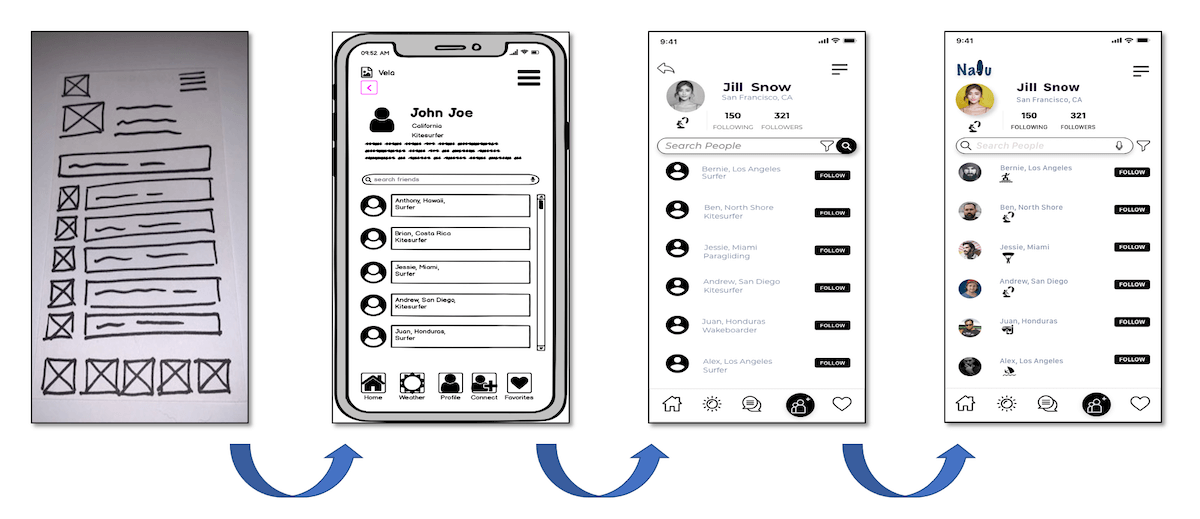 09:52 AM
Vela
John Joe
California
Kitesurfer
search friends
Anthony, Hawaii,
Surfer
Brian, Costa Rica
Kitesurfer
Jessie, Miami,
Surfer
Andrew, San Diego,
Kitesurfer
Juan, Honduras,
Surfer
Home Weather Profile Connect Favorites
9:41
Jill Snow
San Francisco, CA
150 321
FOLLOWING FOLLOWERS
Search People
Bernie, Los Angeles
Surfer
FOLLOW
Ben, North Shore
Kitesurfer
FOLLOW
Jessie, Miami
Paragliding
FOLLOW
Andrew, San Diego
Kitesurfer
FOLLOW
Juan, Honduras
Wakeboarder
FOLLOW
Alex, Los Angeles
Surfer
FOLLOW
9:41
Nalu
Jill Snow
San Francisco, CA
150 321
FOLLOWING FOLLOWERS
Search People
Bernie, Los Angeles
FOLLOW
Ben, North Shore
FOLLOW
Jessie, Miami
FOLLOW
Andrew, San Diego
FOLLOW
Juan, Honduras
FOLLOW
Alex, Los Angeles
FOLLOW